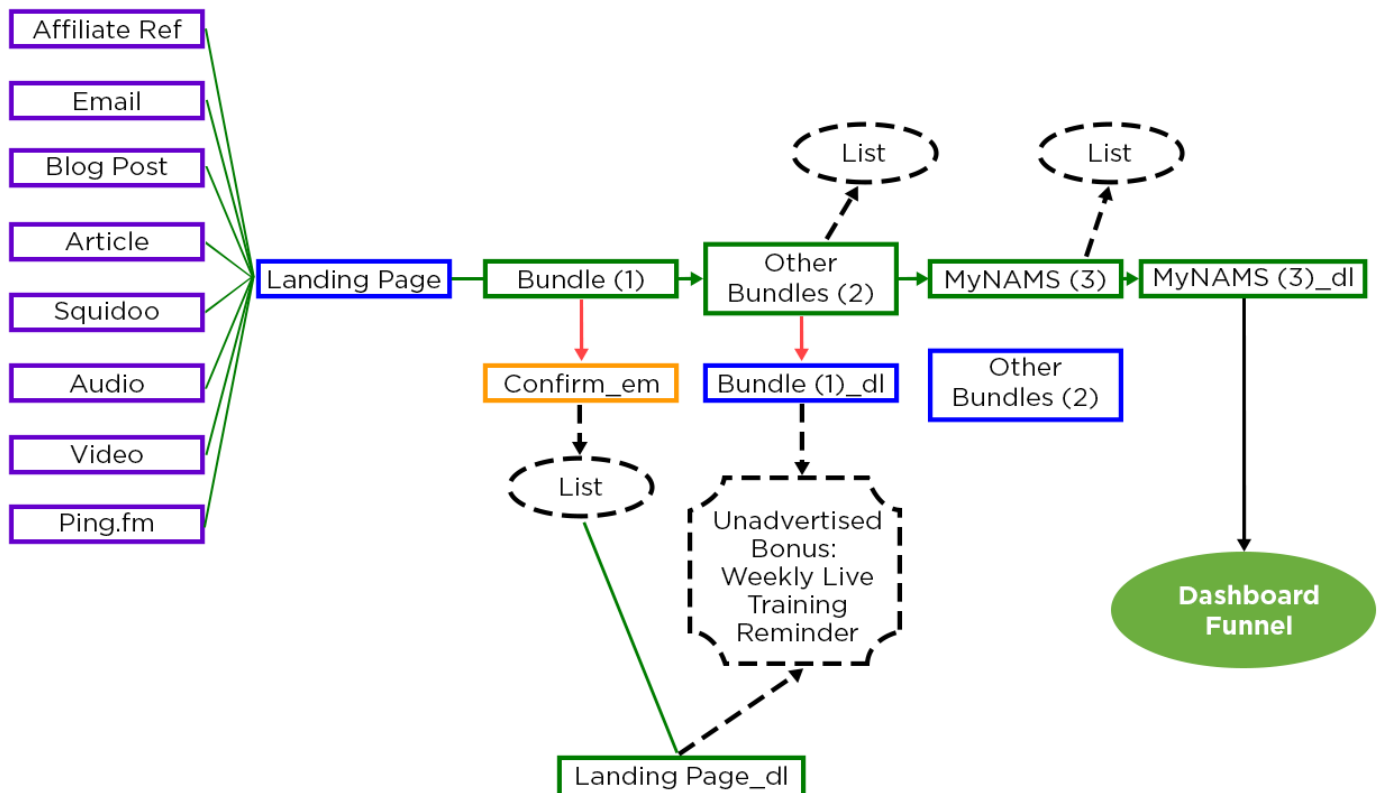 Affiliate Ref
Email
Blog Post
Article
Squidoo
Audio
Video
Ping.fm
Landing Page
Bundle (1)
Other
Bundles (2)
MyNAMS (3)
MyNAMS (3)_dl
List
List
Confirm_em
Bundle (1)_dl
Other
Bundles (2)
List
Unadvertised
Bonus:
Weekly Live
Training
Reminder
Dashboard
Funnel
Landing Page_dl